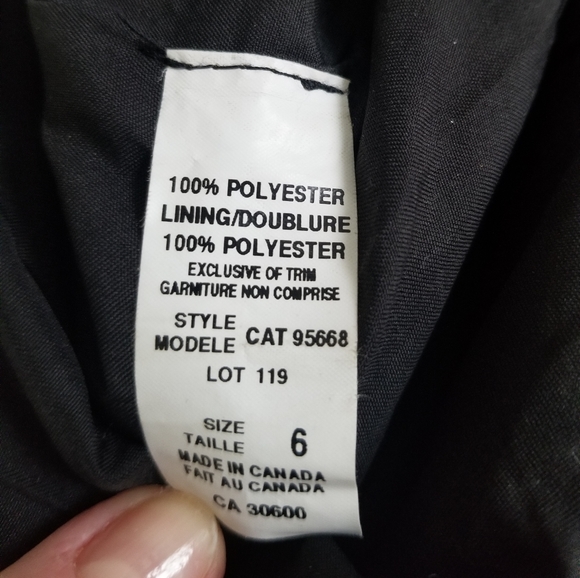 100% POLYESTER
LINING/DOUBLURE
100% POLYESTER
EXCLUSIVE OF TRIM
GARNITURE NON COMPRISE
STYLE
MODELE CAT 95668
LOT 119
SIZE
TAILLE 6
MADE IN CANADA
FAIT AU CANADA
CA 30600